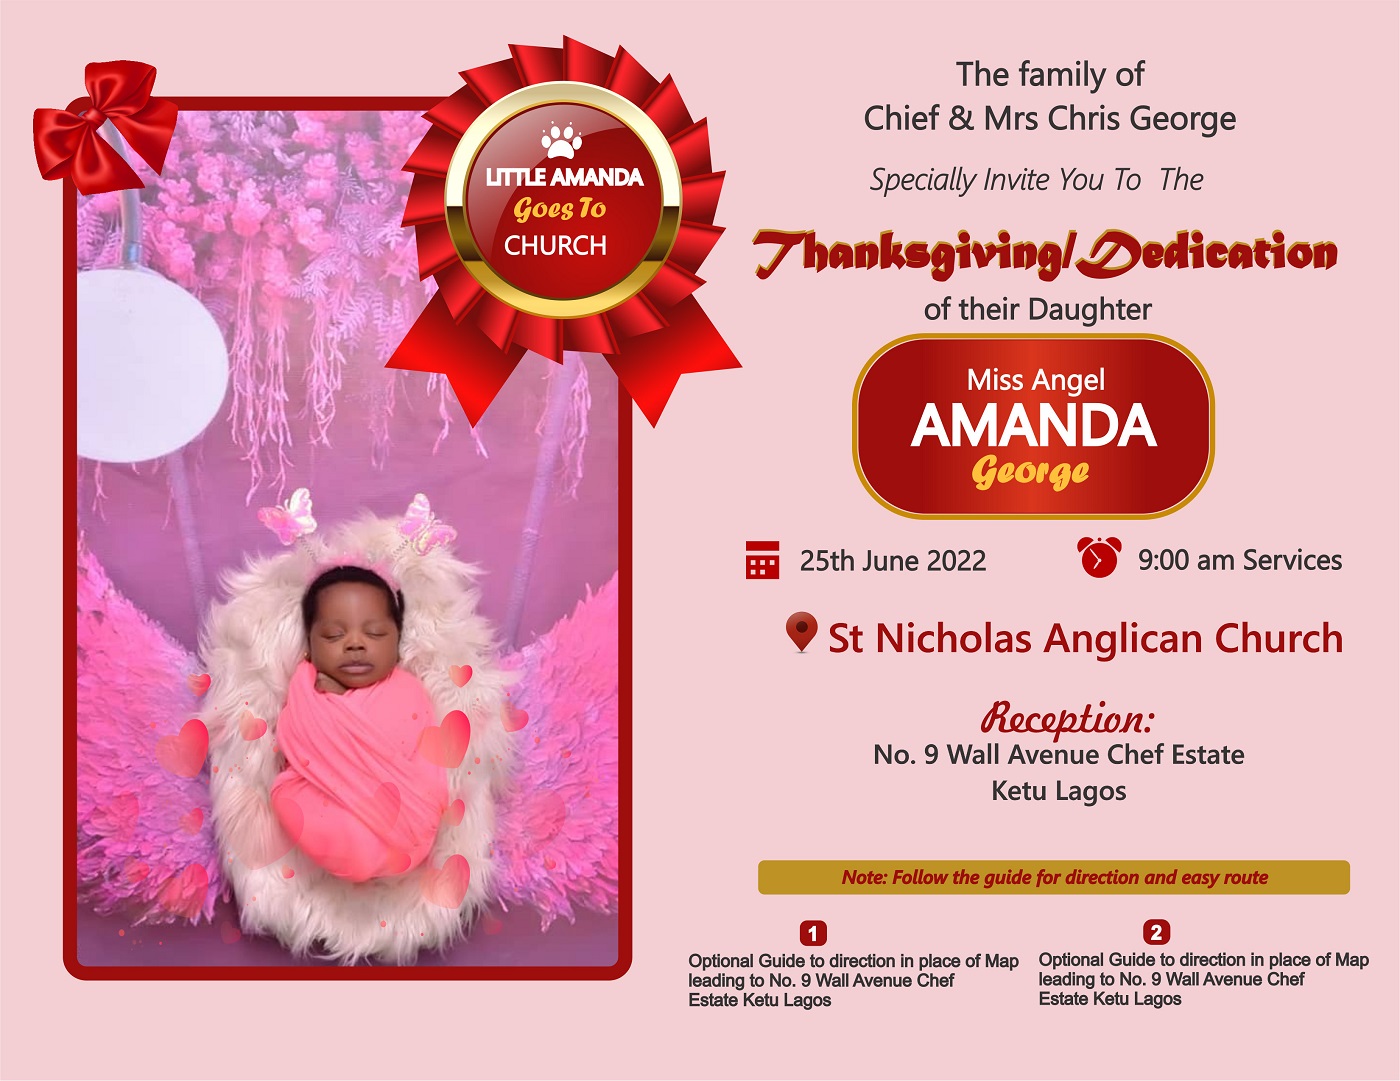 LITTLE AMANDA
Goes To
CHURCH
The family of
Chief & Mrs Chris George
Specially Invite You To The
Thanksgiving/Dedication
of their Daughter
Miss Angel
AMANDA
George
25th June 2022
9:00 am Services
St Nicholas Anglican Church
Reception:
No. 9 Wall Avenue Chef Estate
Ketu Lagos
Note: Follow the guide for direction and easy route
1
Optional Guide to direction in place of Map
leading to No. 9 Wall Avenue Chef
Estate Ketu Lagos
2
Optional Guide to direction in place of Map
leading to No. 9 Wall Avenue Chef
Estate Ketu Lagos